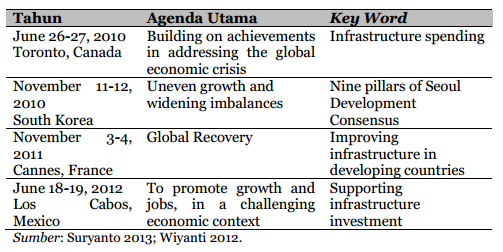 Tahun Agenda Utama Key Word
June 26-27, 2010 Building on achievements Infrastructure spending
Toronto, Canada in addressing the global
economic crisis
November 11-12, Uneven growth and Nine pillars of Seoul
2010 widening imbalances Development
South Korea Consensus
November 3-4, Global Recovery Improving
2011 infrastructure in
Cannes, France developing countries
June 18-19, 2012 To promote growth and Supporting
Los Cabos, jobs, in a challenging infrastructure
Mexico economic context investment
Sumber: Suryanto 2013; Wiyanti 2012.